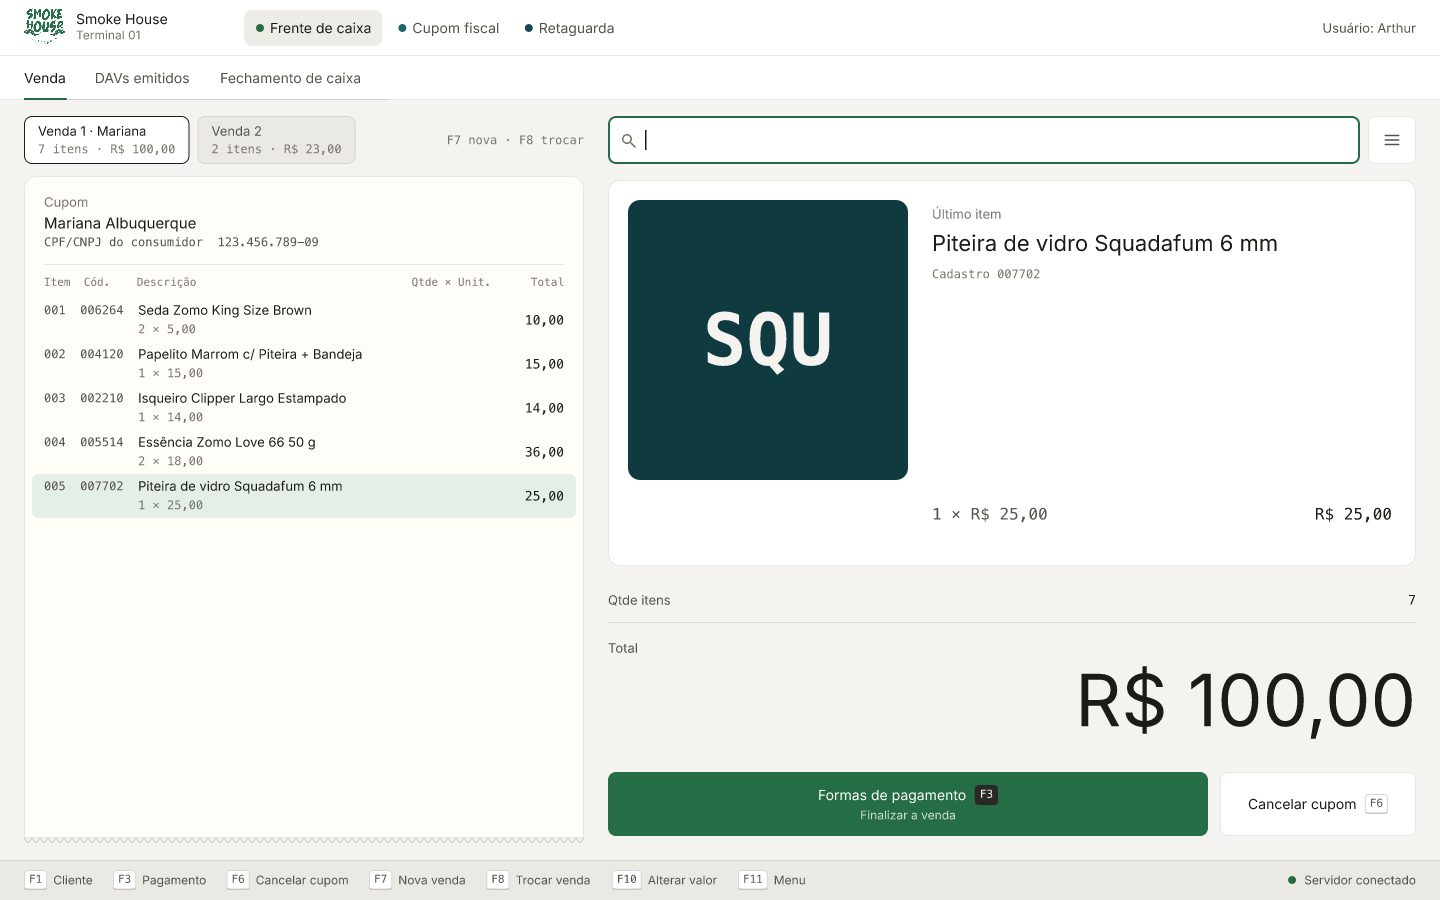 SMOKE
HOUSE
Smoke House
Terminal 01
Frente de caixa
Cupom fiscal
Retaguarda
Usuário: Arthur
Venda
DAVs emitidos
Fechamento de caixa
Venda 1 · Mariana
7 itens · R$ 100,00
Venda 2
2 itens · R$ 23,00
F7 nova · F8 trocar
Cupom
Mariana Albuquerque
CPF/CNPJ do consumidor 123.456.789-09
Item Cód. Descrição Qtde × Unit. Total
001 006264 Seda Zomo King Size Brown
2 × 5,00 10,00
002 004120 Papelito Marrom c/ Piteira + Bandeja
1 × 15,00 15,00
003 002210 Isqueiro Clipper Largo Estampado
1 × 14,00 14,00
004 005514 Essência Zomo Love 66 50 g
2 × 18,00 36,00
005 007702 Piteira de vidro Squadafum 6 mm
1 × 25,00 25,00
SQU
Último item
Piteira de vidro Squadafum 6 mm
Cadastro 007702
1 × R$ 25,00 R$ 25,00
Qtde itens 7
Total
R$ 100,00
Formas de pagamento F3
Finalizar a venda
Cancelar cupom F6
F1 Cliente F3 Pagamento F6 Cancelar cupom F7 Nova venda F8 Trocar venda F10 Alterar valor F11 Menu
Servidor conectado